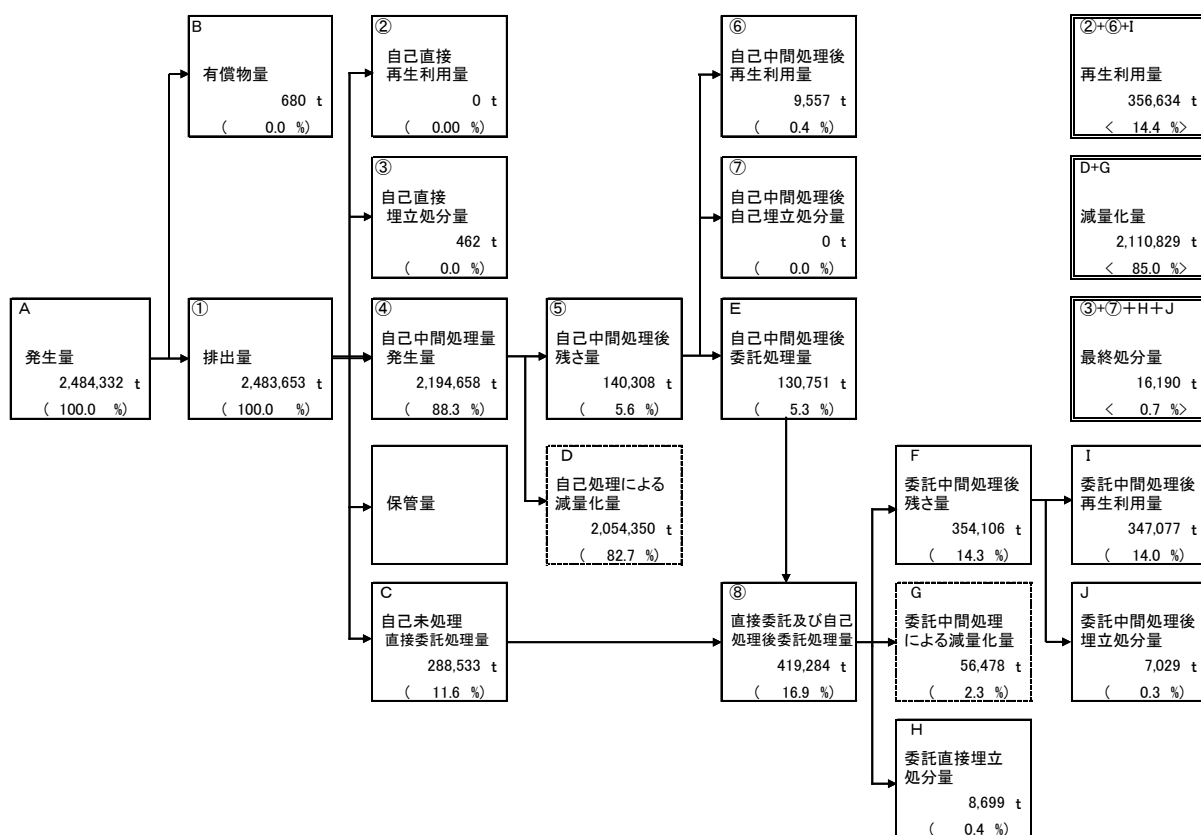 B
有償物量
680 t
( 0.0 %)
②
自己直接
再生利用量
0 t
( 0.00 %)
⑥
自己中間処理後
再生利用量
9,557 t
( 0.4 %)
②+⑥+I
再生利用量
356,634 t
< 14.4 %>
③
自己直接
埋立処分量
462 t
( 0.0 %)
⑦
自己中間処理後
自己埋立処分量
0 t
( 0.0 %)
D+G
減量化量
2,110,829 t
< 85.0 %>
A
発生量
2,484,332 t
( 100.0 %)
①
排出量
2,483,653 t
( 100.0 %)
④
自己中間処理量
発生量
2,194,658 t
( 88.3 %)
⑤
自己中間処理後
残さ量
140,308 t
( 5.6 %)
E
自己中間処理後
委託処理量
130,751 t
( 5.3 %)
③+⑦+H+J
最終処分量
16,190 t
< 0.7 %>
保管量
D
自己処理による
減量化量
2,054,350 t
( 82.7 %)
F
委託中間処理後
残さ量
354,106 t
( 14.3 %)
I
委託中間処理後
再生利用量
347,077 t
( 14.0 %)
C
自己未処理
直接委託処理量
288,533 t
( 11.6 %)
⑧
直接委託及び自己
処理後委託処理量
419,284 t
( 16.9 %)
G
委託中間処理
による減量化量
56,478 t
( 2.3 %)
J
委託中間処理後
埋立処分量
7,029 t
( 0.3 %)
H
委託直接埋立
処分量
8,699 t
( 0.4 %)